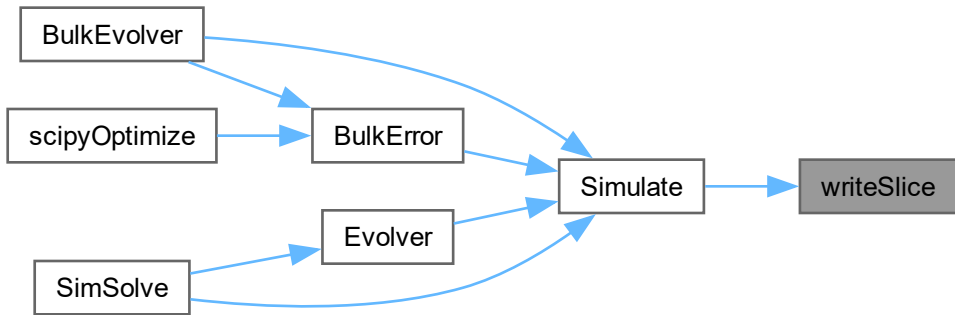 BulkEvolver
scipyOptimize
BulkError
Simulate
writeSlice
Evolver
SimSolve